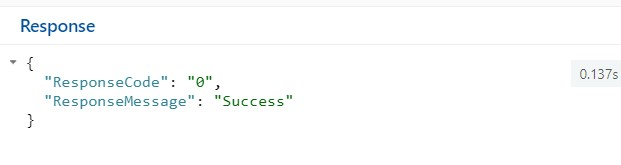 Response
{
"ResponseCode": "0",
0.137s
"ResponseMessage": "Success"
}